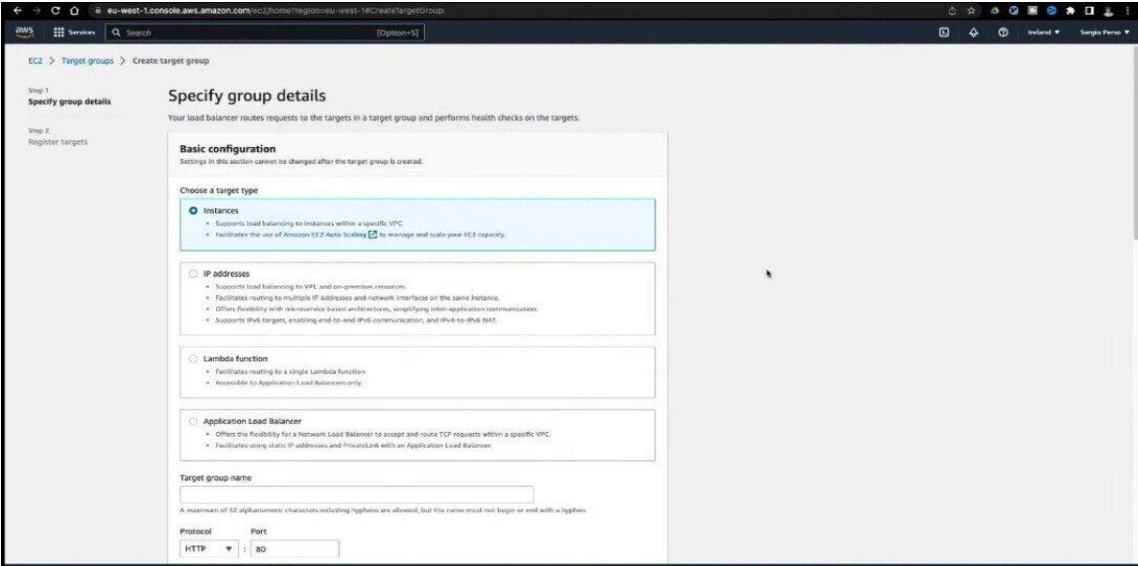 eu-west-1.console.aws.amazon.com/ec2/home?region=eu-west-1#CreateTargetGroup:
aws Services Search [Option+S] Ireland Sergio Perso
EC2 > Target groups > Create target group
Step 1
Specify group details
Step 2
Register targets
Specify group details
Your load balancer routes requests to the targets in a target group and performs health checks on the targets.
Basic configuration
Settings in this section cannot be changed after the target group is created.
Choose a target type
Instances
• Supports load balancing to instances within a specific VPC.
• Facilitates the use of Amazon EC2 Auto Scaling to manage and scale your EC2 capacity.
IP addresses
• Supports load balancing to VPC and on-premises resources.
• Facilitates routing to multiple IP addresses and network interfaces on the same instance.
• Offers flexibility with microservice based architectures, simplifying inter-application communication.
• Supports IPv6 targets, enabling end-to-end IPv6 communication, and IPv4-to-IPv6 NAT.
Lambda function
• Facilitates routing to a single Lambda function.
• Accessible to Application Load Balancers only.
Application Load Balancer
• Offers the flexibility for a Network Load Balancer to accept and route TCP requests within a specific VPC.
• Facilitates using static IP addresses and PrivateLink with an Application Load Balancer.
Target group name
A maximum of 32 alphanumeric characters including hyphens are allowed, but the name must not begin or end with a hyphen.
Protocol Port
HTTP : 80